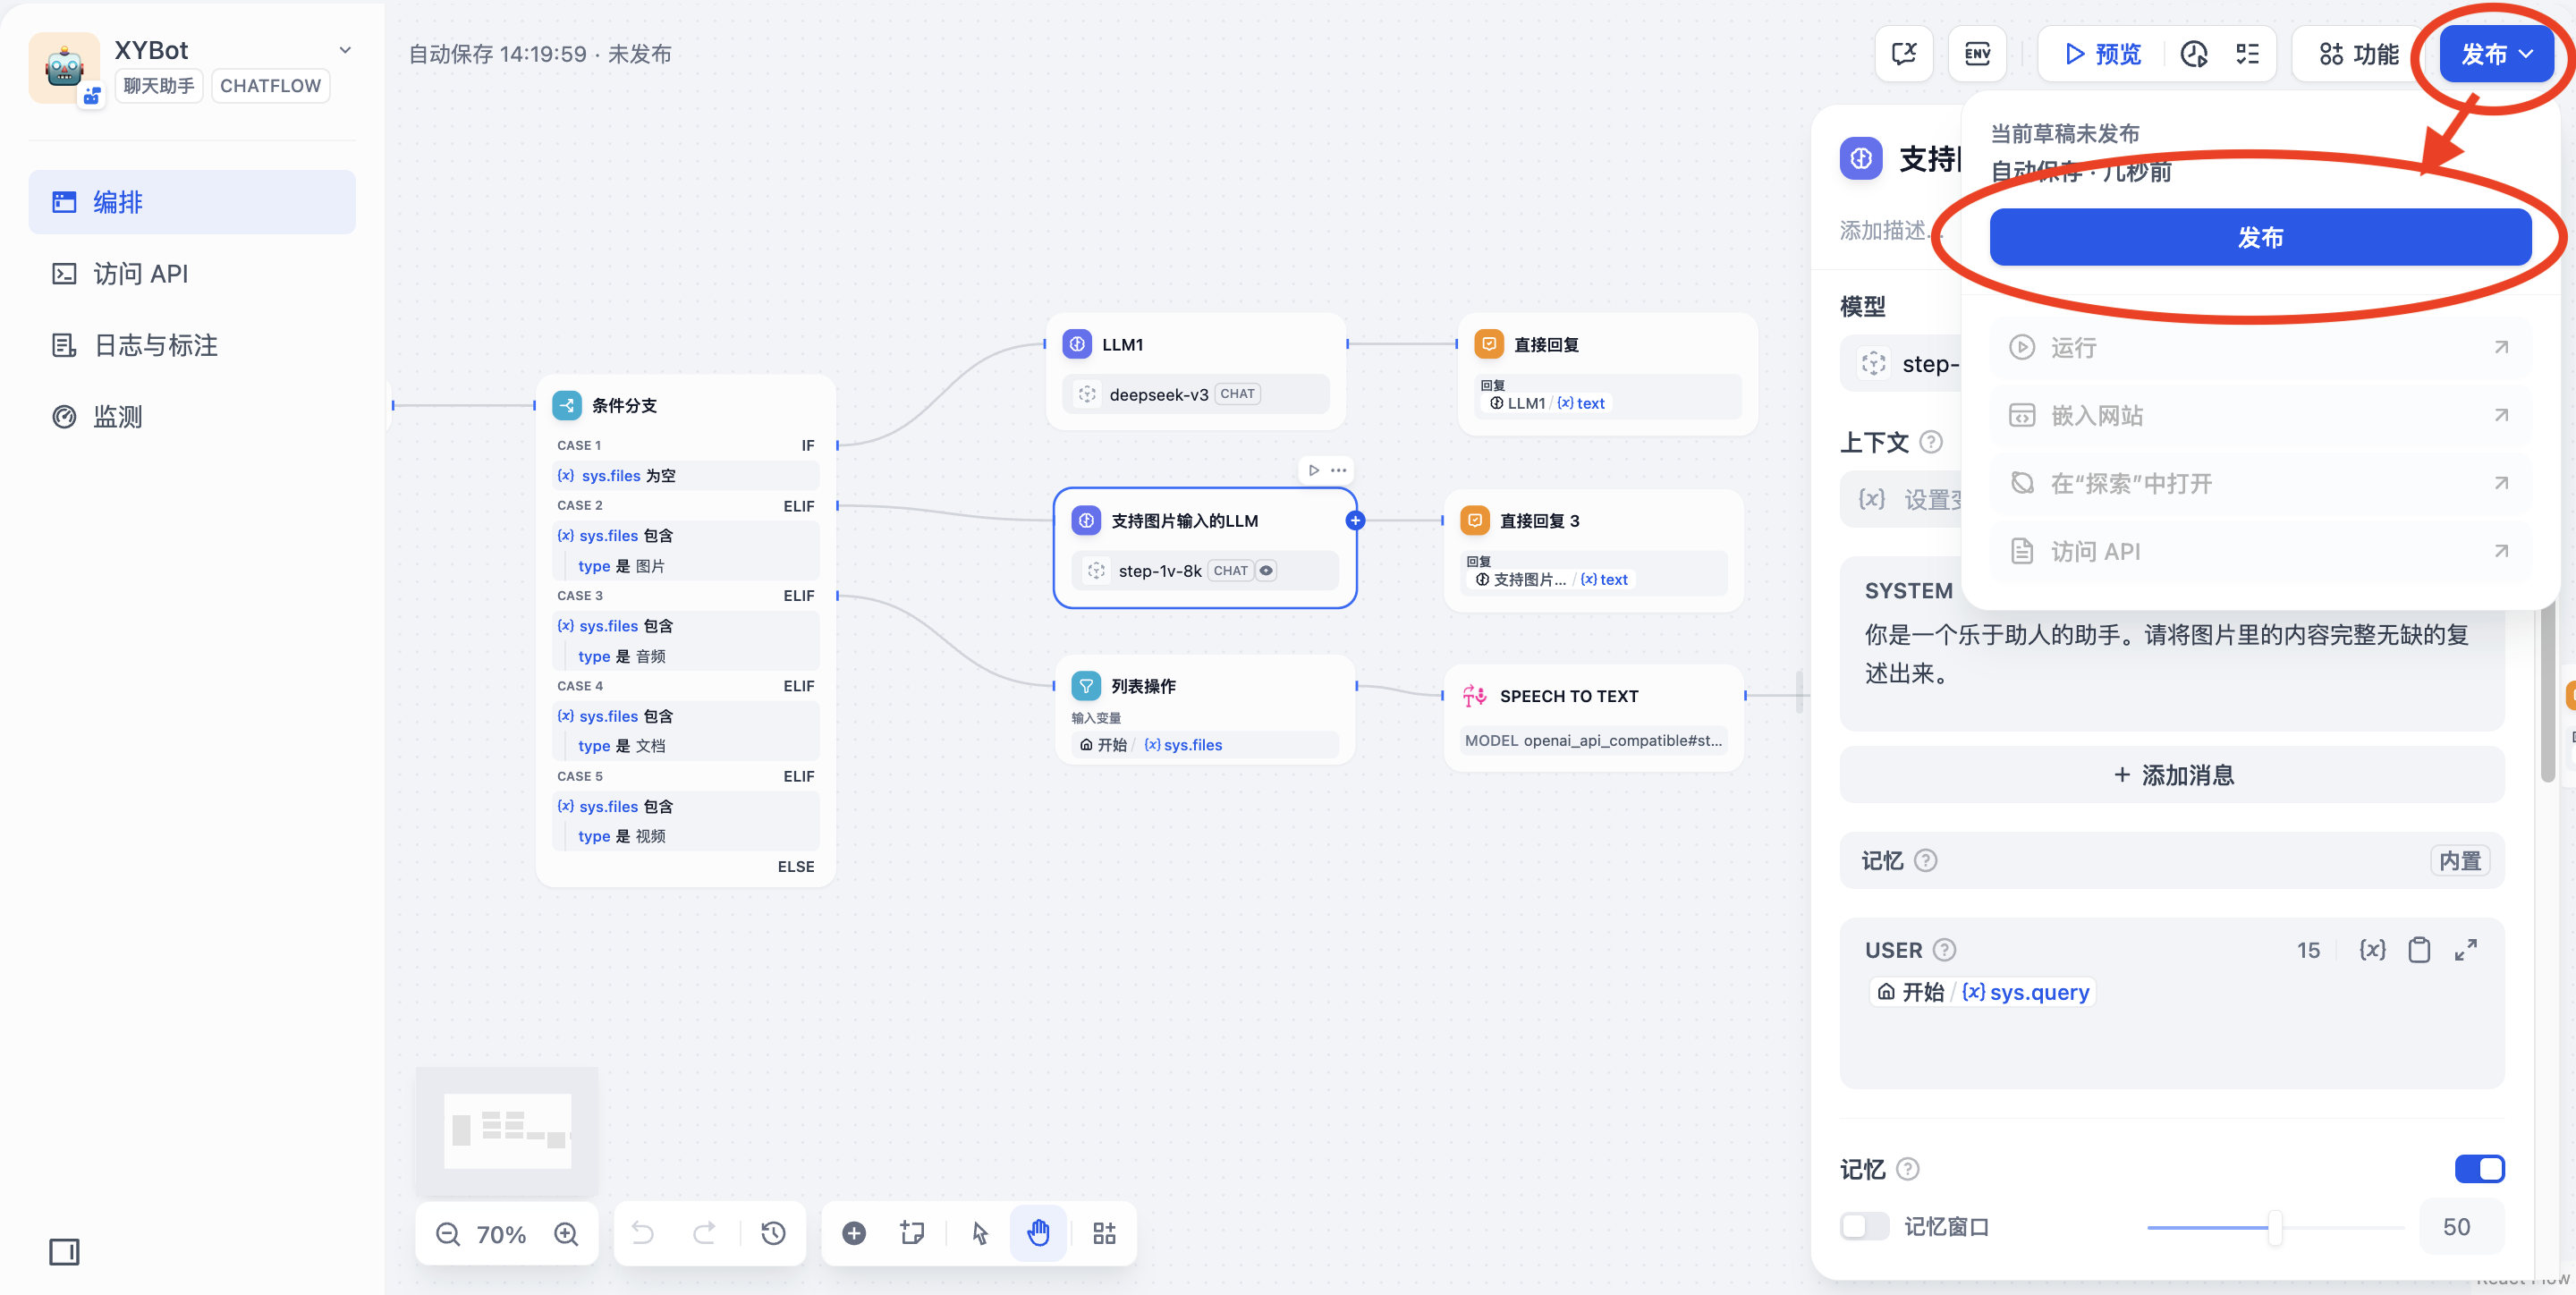 XYBot
聊天助手
CHATFLOW
编排
访问 API
日志与标注
监测
自动保存 14:19:59 · 未发布
ENV
预览
功能
发布
当前草稿未发布
自动保存 · 几秒前
发布
运行
嵌入网站
在“探索”中打开
访问 API
条件分支
CASE 1 IF
{x} sys.files 为空
CASE 2 ELIF
{x} sys.files 包含
type 是 图片
CASE 3 ELIF
{x} sys.files 包含
type 是 音频
CASE 4 ELIF
{x} sys.files 包含
type 是 文档
CASE 5 ELIF
{x} sys.files 包含
type 是 视频
ELSE
LLM1
deepseek-v3 CHAT
直接回复
回复
LLM1 / {x} text
支持图片输入的LLM
step-1v-8k CHAT
直接回复 3
回复
支持图片... / {x} text
列表操作
输入变量
开始 / {x} sys.files
SPEECH TO TEXT
MODEL openai_api_compatible#st...
支持
添加描述...
模型
step-
上下文
{x} 设置
SYSTEM
你是一个乐于助人的助手。请将图片里的内容完整无缺的复
述出来。
+ 添加消息
记忆 内置
USER 15 {x}
开始 / {x} sys.query
记忆
记忆窗口 50
70%